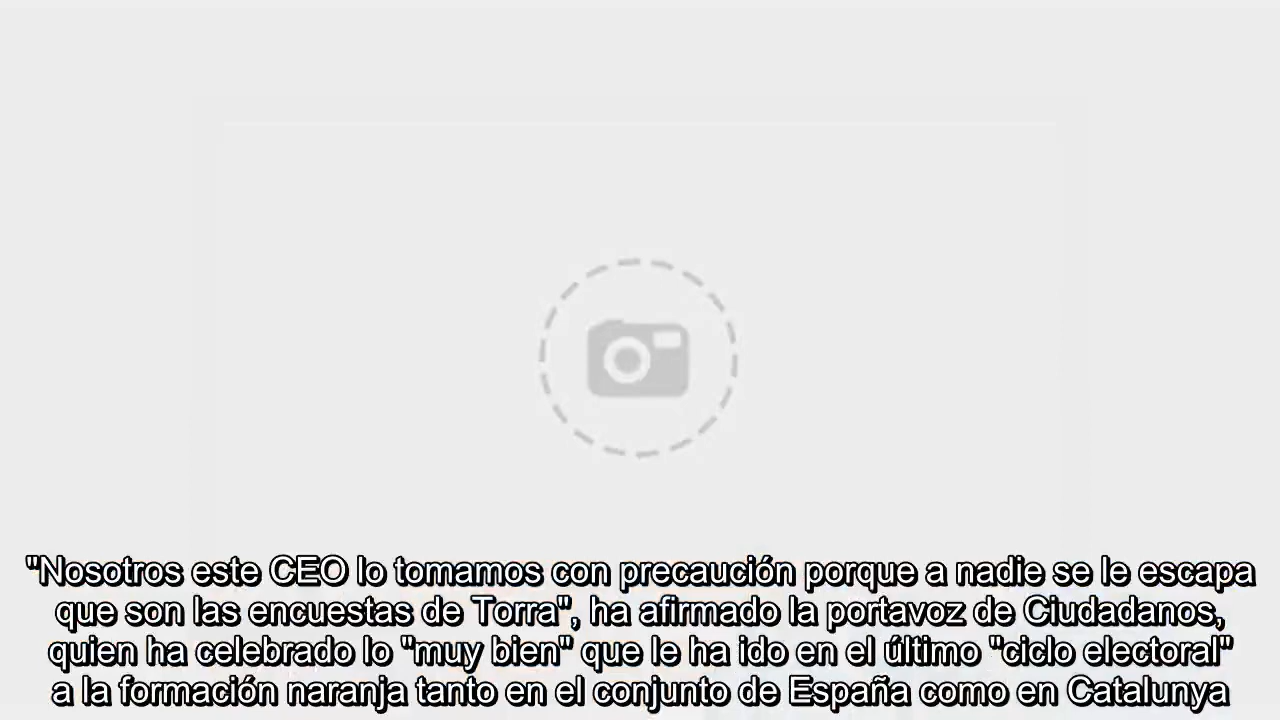 "Nosotros este CEO lo tomamos con precaución porque a nadie se le escapa
que son las encuestas de Torra", ha afirmado la portavoz de Ciudadanos,
quien ha celebrado lo "muy bien" que le ha ido en el último "ciclo electoral"
a la formación naranja tanto en el conjunto de España como en Catalunya